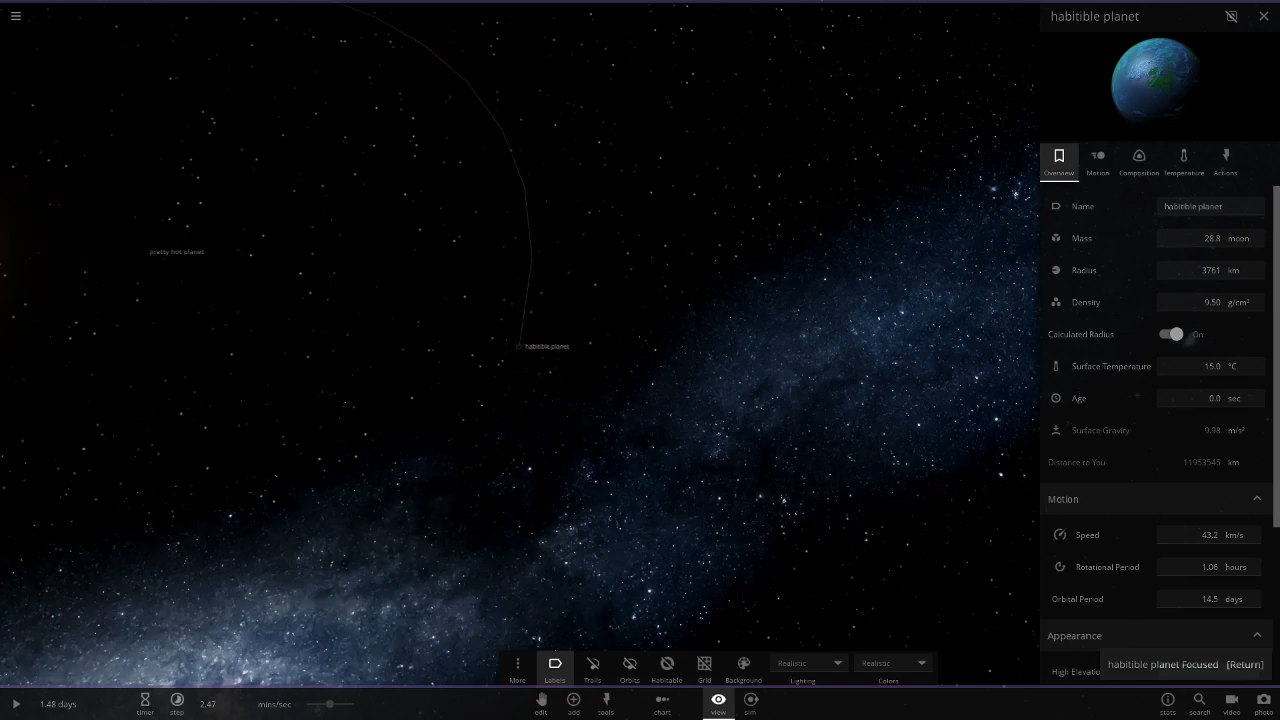 habitible planet
Overview
Motion
Composition
Temperature
Actions
Name habitible planet
Mass 28.8 moon
Radius 3761 km
Density 9.50 g/cm³
Calculated Radius On
Surface Temperature 15.0 °C
Age 0.0 sec
Surface Gravity 9.98 m/s²
Distance to You 11953545 km
Motion
Speed 43.2 km/s
Rotational Period 1.06 hours
Orbital Period 14.5 days
Appearance
High Elevatio
habitible planet Focused [Return]
pretty hot planet
habitible planet
More
Labels
Trails
Orbits
Habitable
Grid
Background
Realistic
Lighting
Realistic
Colors
1.48 days
timer
step
2.47 mins/sec
edit
add
tools
chart
view
sim
stats
search
video
photo